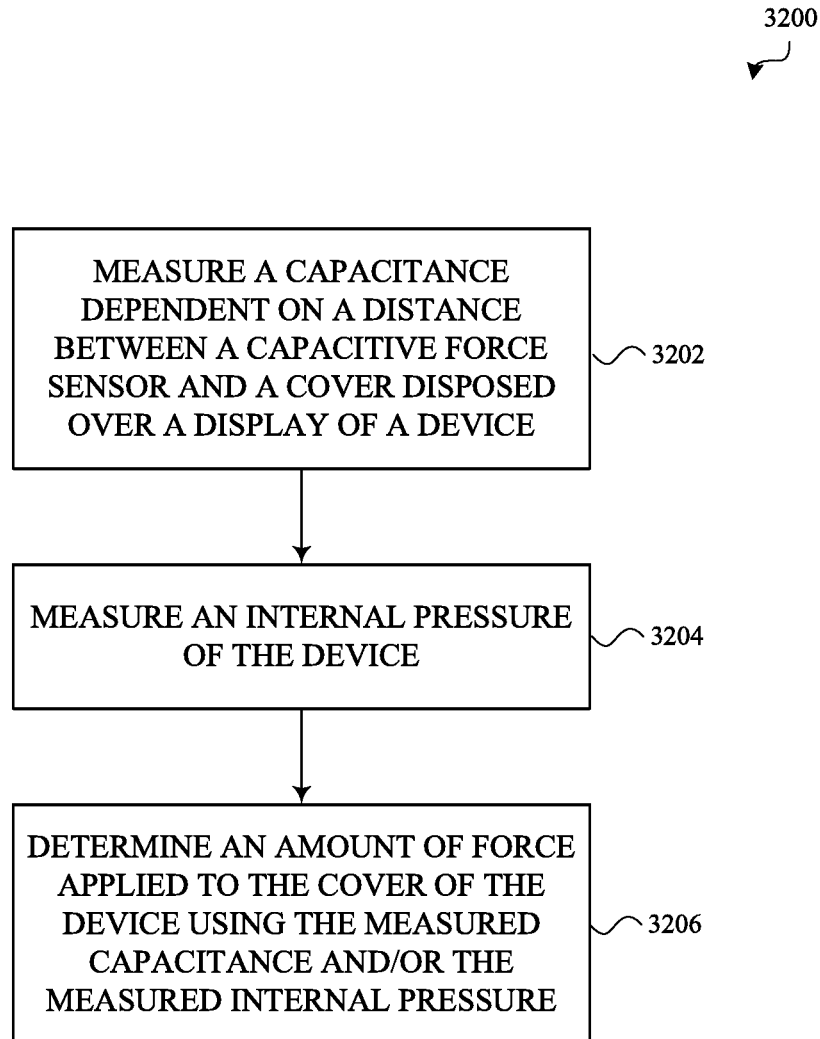 3200
MEASURE A CAPACITANCE
DEPENDENT ON A DISTANCE
BETWEEN A CAPACITIVE FORCE
SENSOR AND A COVER DISPOSED
OVER A DISPLAY OF A DEVICE
3202
MEASURE AN INTERNAL PRESSURE
OF THE DEVICE
3204
DETERMINE AN AMOUNT OF FORCE
APPLIED TO THE COVER OF THE
DEVICE USING THE MEASURED
CAPACITANCE AND/OR THE
MEASURED INTERNAL PRESSURE
3206